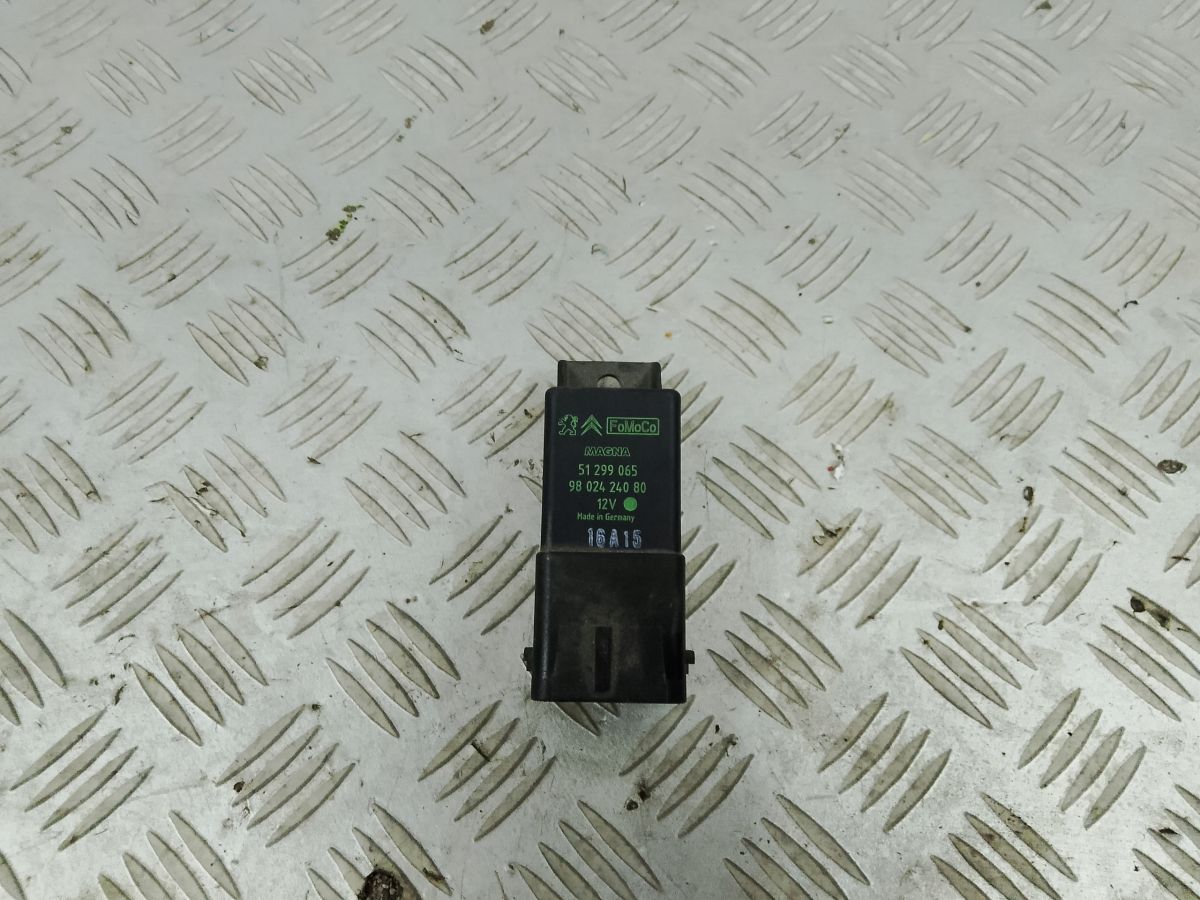 FoMoCo
MAGNA
51 299 065
98 024 240 80
12V
Made in Germany
16A15